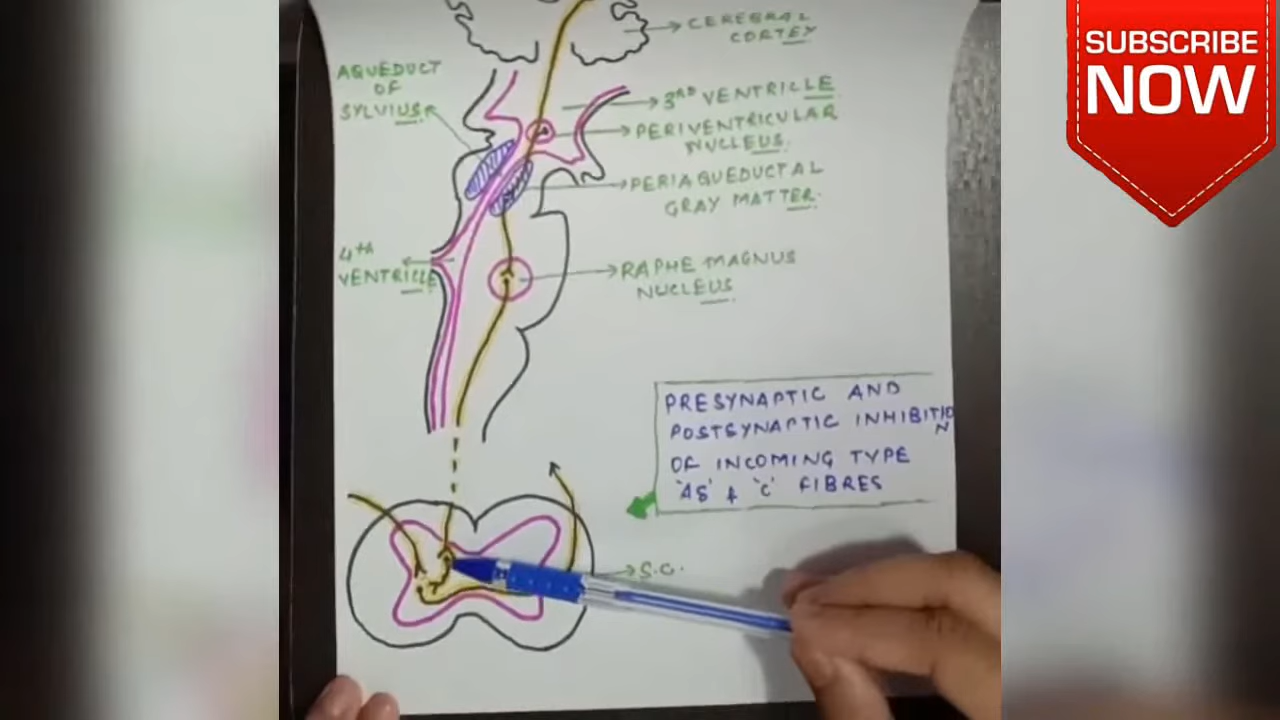 SUBSCRIBE
NOW
CEREBRAL
CORTEX
AQUEDUCT
OF
SYLVIUS
3RD VENTRICLE
PERIVENTRICULAR
NUCLEUS.
PERIAQUEDUCTAL
GRAY MATTER.
4TH
VENTRICLE
RAPHE MAGNUS
NUCLEUS
PRESYNAPTIC AND
POSTSYNAPTIC INHIBITION
OF INCOMING TYPE
'Aδ' & 'C' FIBRES
S.C.